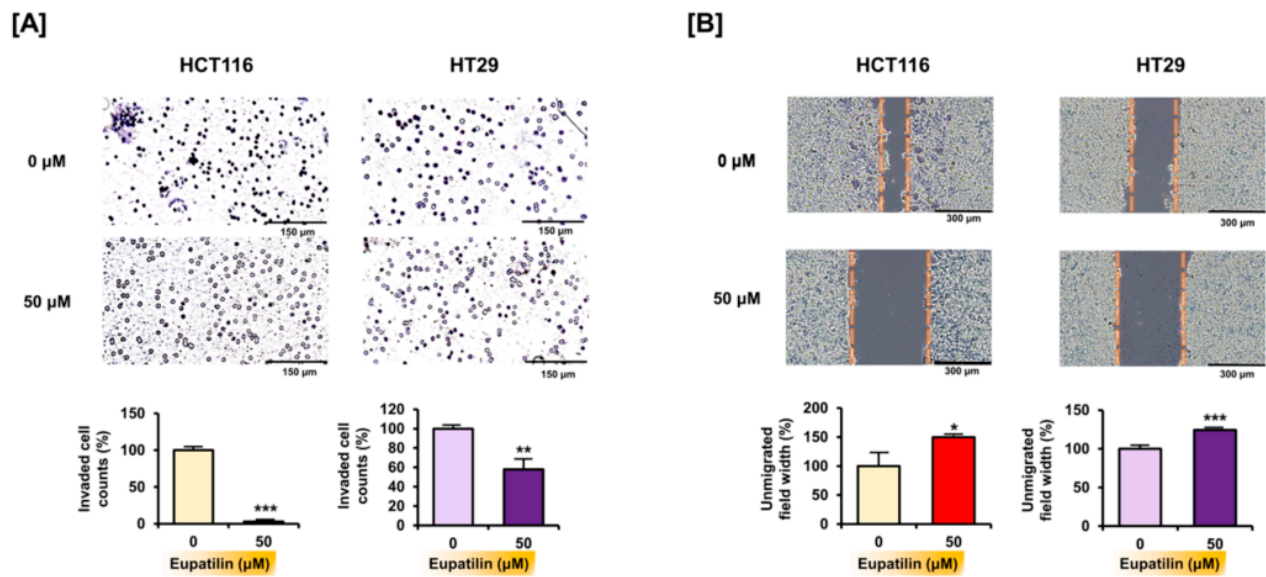 [A]
HCT116 HT29
0 μM
150 μm 150 μm
50 μM
150 μm 150 μm
Invaded cell
counts (%)
150
100
50
0
***
0 50
Eupatilin (μM)
Invaded cell
counts (%)
120
100
80
60
40
20
0
**
0 50
Eupatilin (μM)
[B]
HCT116 HT29
0 μM
300 μm 300 μm
50 μM
300 μm 300 μm
Unmigrated
field width (%)
200
150
100
50
0
*
0 50
Eupatilin (μM)
Unmigrated
field width (%)
150
100
50
0
***
0 50
Eupatilin (μM)